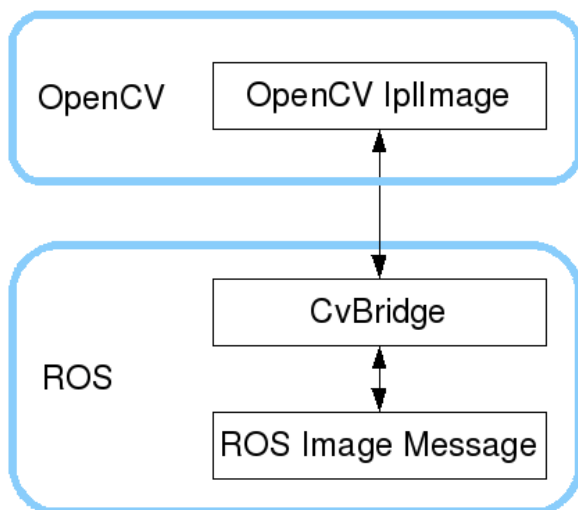 OpenCV
OpenCV IplImage
CvBridge
ROS
ROS Image Message